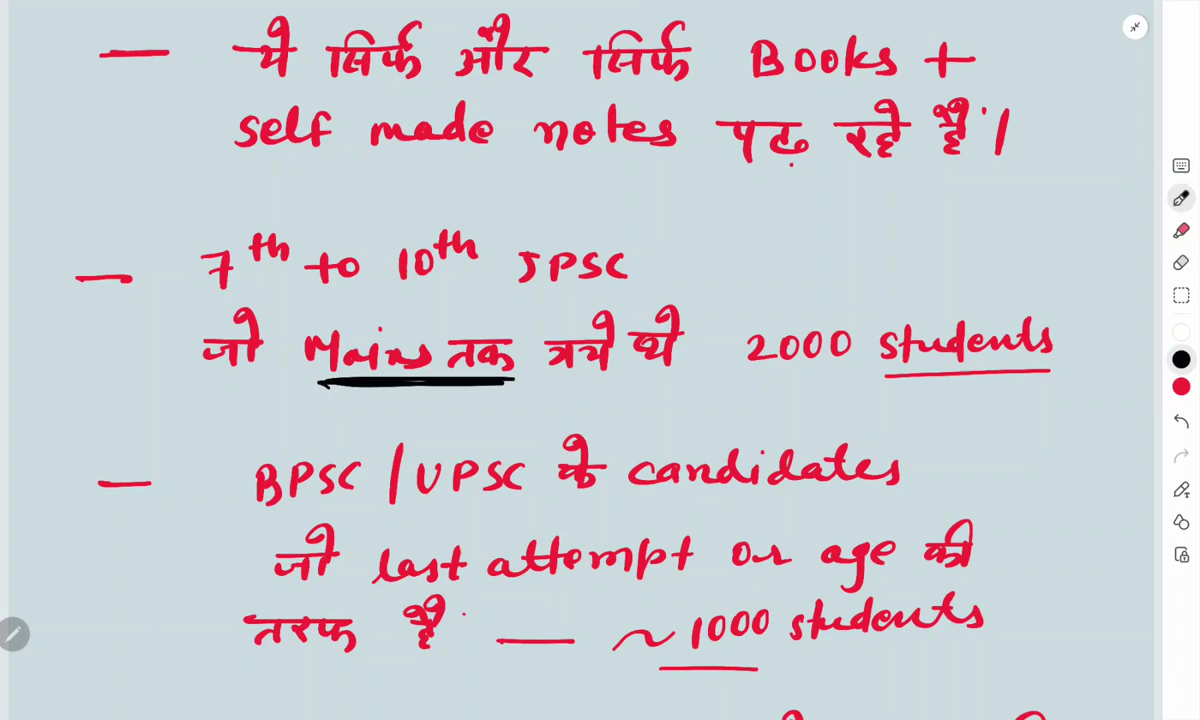 — ये सिर्फ और सिर्फ Books +
self made notes पढ़ रहे हैं।
— 7th to 10th JPSC
जो Mains तक गये थे 2000 students
— BPSC / UPSC के candidates
जो last attempt or age की
तरफ हैं — ~ 1000 students